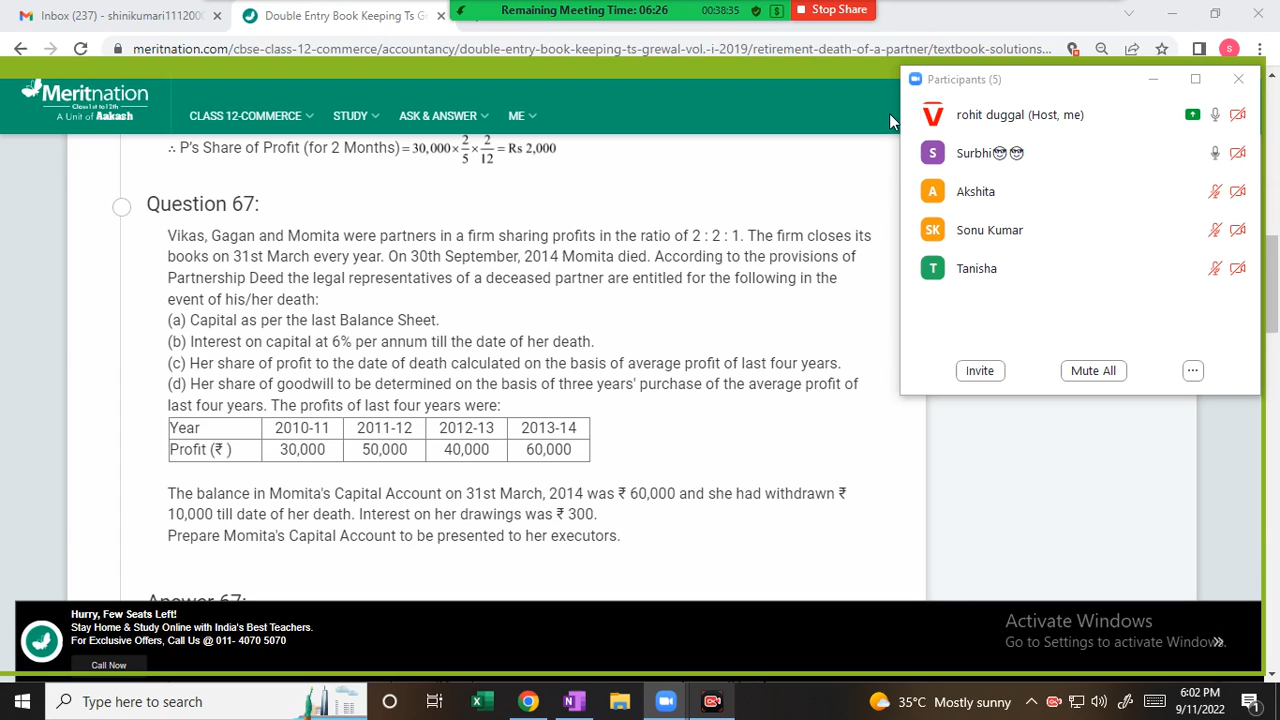 Inbox (237) - shinikumari111200
Double Entry Book Keeping Ts Gr
Remaining Meeting Time: 06:26
00:38:35
Stop Share
meritnation.com/cbse-class-12-commerce/accountancy/double-entry-book-keeping-ts-grewal-vol.-i-2019/retirement-death-of-a-partner/textbook-solutions...
S
Meritnation
Class 1st to 12th
A Unit of Aakash
CLASS 12-COMMERCE
STUDY
ASK & ANSWER
ME
Participants (5)
rohit duggal (Host, me)
S Surbhi😎😎
A Akshita
SK Sonu Kumar
T Tanisha
Invite
Mute All
...
∴ P's Share of Profit (for 2 Months) = 30,000 × 2/5 × 2/12 = Rs 2,000
Question 67:
Vikas, Gagan and Momita were partners in a firm sharing profits in the ratio of 2 : 2 : 1. The firm closes its
books on 31st March every year. On 30th September, 2014 Momita died. According to the provisions of
Partnership Deed the legal representatives of a deceased partner are entitled for the following in the
event of his/her death:
(a) Capital as per the last Balance Sheet.
(b) Interest on capital at 6% per annum till the date of her death.
(c) Her share of profit to the date of death calculated on the basis of average profit of last four years.
(d) Her share of goodwill to be determined on the basis of three years' purchase of the average profit of
last four years. The profits of last four years were:
Year 2010-11 2011-12 2012-13 2013-14
Profit (₹ ) 30,000 50,000 40,000 60,000
The balance in Momita's Capital Account on 31st March, 2014 was ₹ 60,000 and she had withdrawn ₹
10,000 till date of her death. Interest on her drawings was ₹ 300.
Prepare Momita's Capital Account to be presented to her executors.
Answer 67:
Hurry, Few Seats Left!
Stay Home & Study Online with India's Best Teachers.
For Exclusive Offers, Call Us @ 011- 4070 5070
Call Now
Activate Windows
Go to Settings to activate Windows.
Type here to search
35°C Mostly sunny
6:02 PM
9/11/2022
1